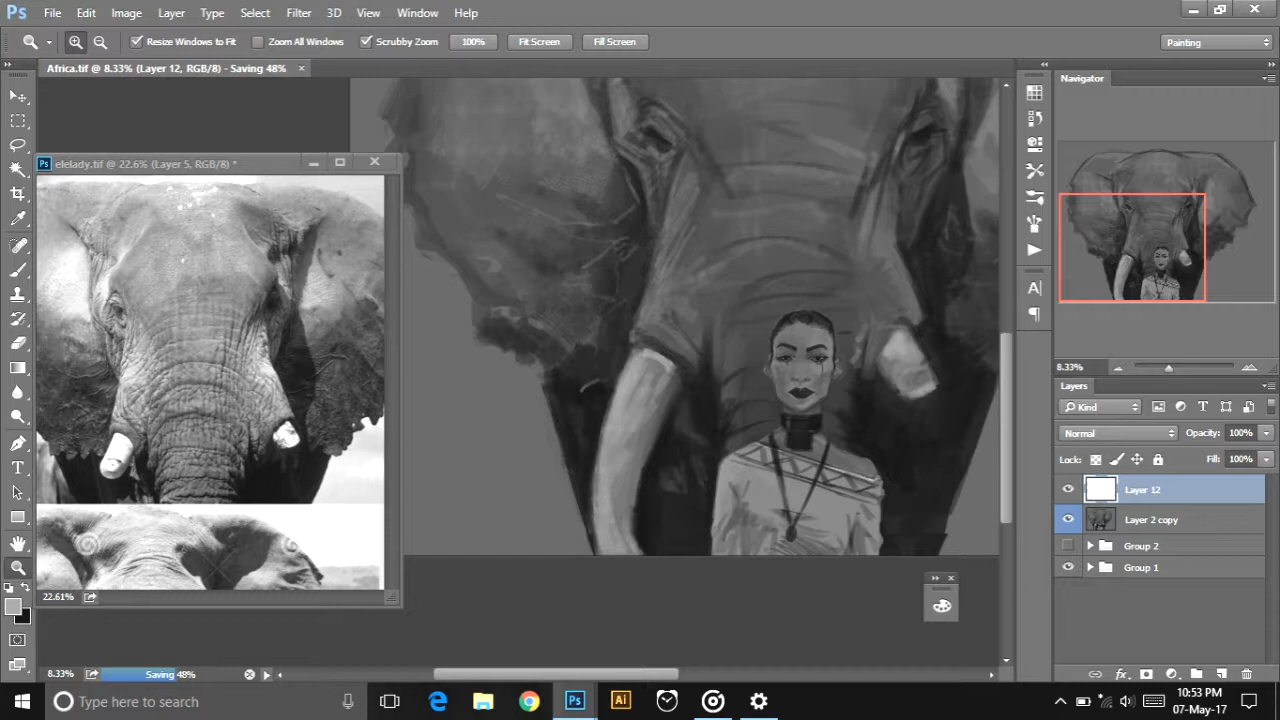 Ps File Edit Image Layer Type Select Filter 3D View Window Help
Resize Windows to Fit Zoom All Windows Scrubby Zoom 100% Fit Screen Fill Screen Painting
Africa.tif @ 8.33% (Layer 12, RGB/8) - Saving 48%
Navigator
Ps elelady.tif @ 22.6% (Layer 5, RGB/8) *
8.33%
Layers
Kind
Normal Opacity: 100%
Lock: Fill: 100%
Layer 12
Layer 2 copy
Group 2
Group 1
22.61%
8.33% Saving 48%
Type here to search
Ps Ai
10:53 PM
07-May-17